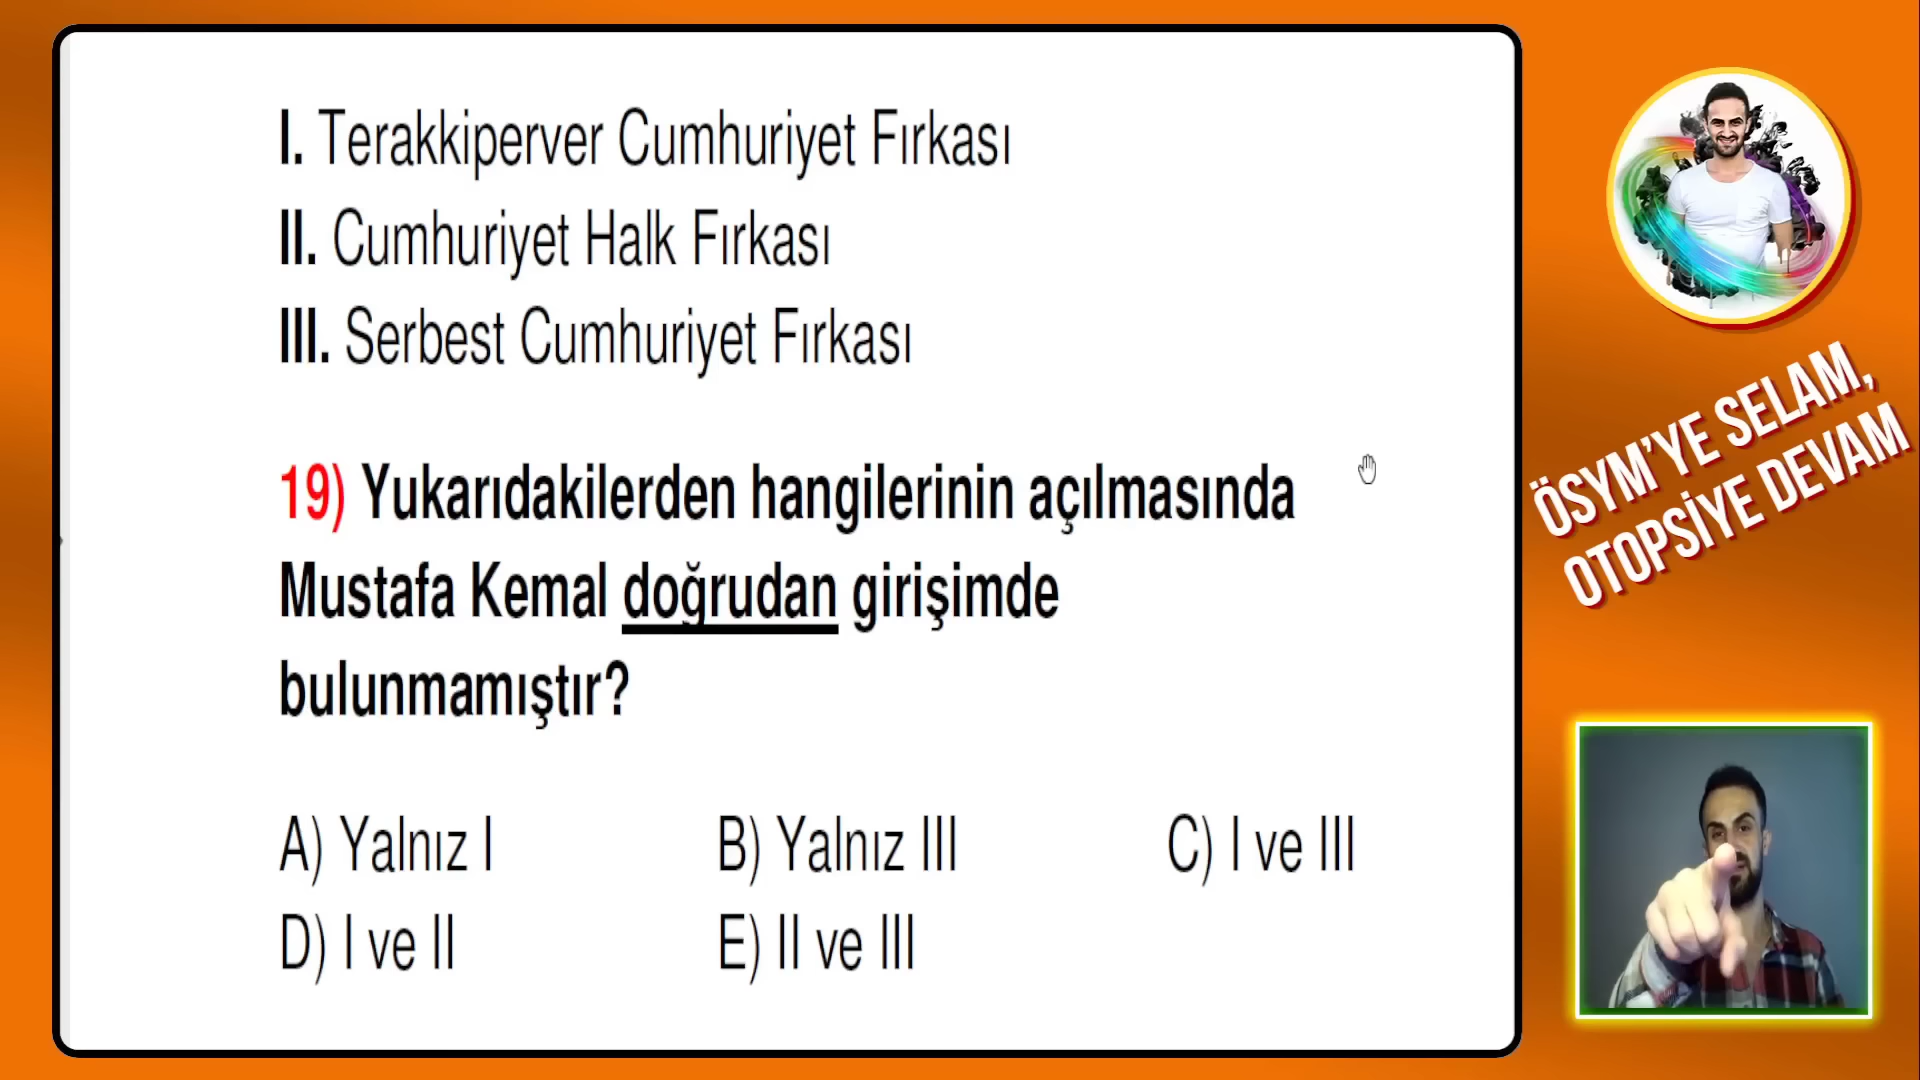 I. Terakkiperver Cumhuriyet Fırkası
II. Cumhuriyet Halk Fırkası
III. Serbest Cumhuriyet Fırkası
19) Yukarıdakilerden hangilerinin açılmasında
Mustafa Kemal doğrudan girişimde
bulunmamıştır?
A) Yalnız I B) Yalnız III C) I ve III
D) I ve II E) II ve III
ÖSYM'YE SELAM,
OTOPSİYE DEVAM